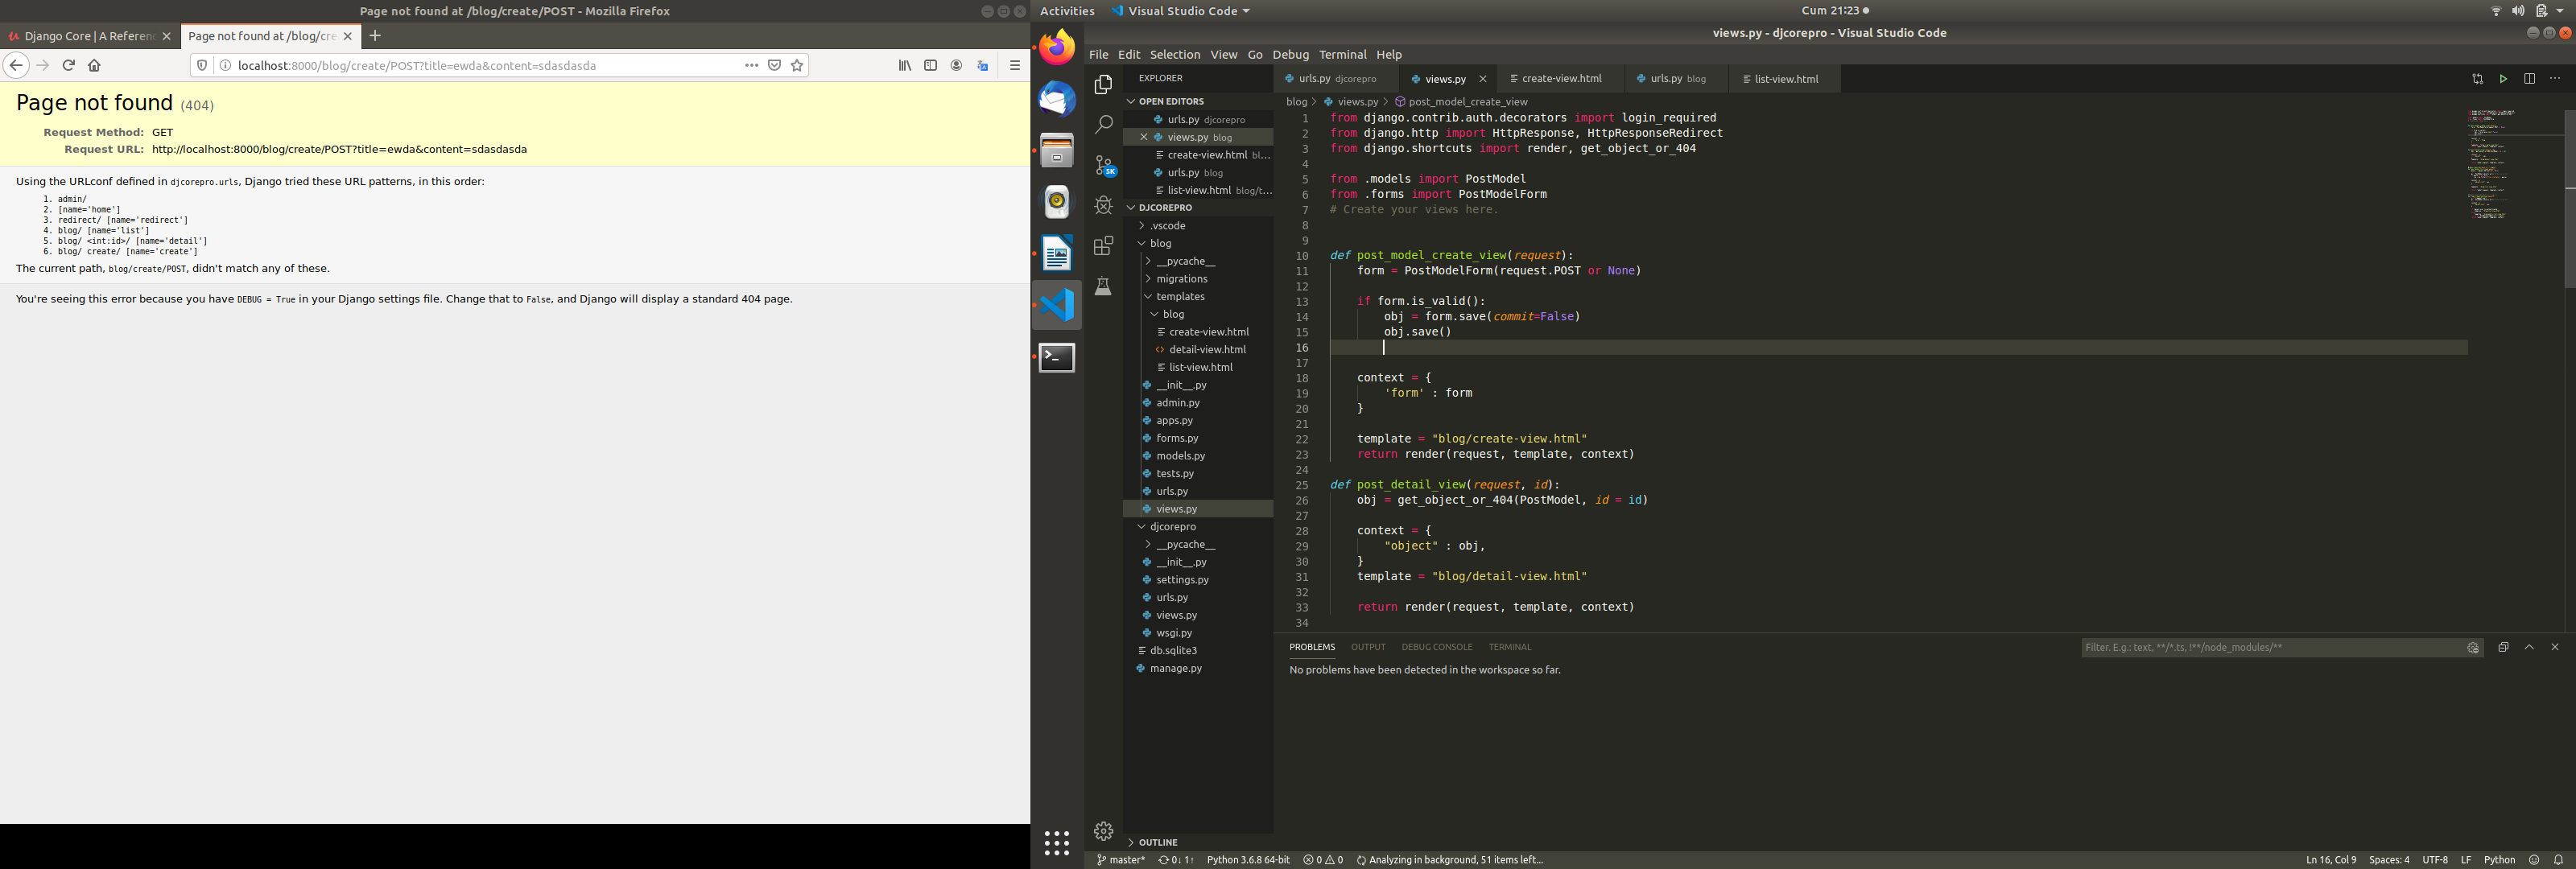 Page not found at /blog/create/POST - Mozilla Firefox
Django Core | A Referenc
Page not found at /blog/cre
localhost:8000/blog/create/POST?title=ewda&content=sdasdasda
Page not found (404)
Request Method: GET
Request URL: http://localhost:8000/blog/create/POST?title=ewda&content=sdasdasda
Using the URLconf defined in djcorepro.urls, Django tried these URL patterns, in this order:
1. admin/
2. [name='home']
3. redirect/ [name='redirect']
4. blog/ [name='list']
5. blog/ <int:id>/ [name='detail']
6. blog/ create/ [name='create']
The current path, blog/create/POST, didn't match any of these.
You're seeing this error because you have DEBUG = True in your Django settings file. Change that to False, and Django will display a standard 404 page.
Activities
Visual Studio Code
Cum 21:23
views.py - djcorepro - Visual Studio Code
File Edit Selection View Go Debug Terminal Help
5K
EXPLORER
OPEN EDITORS
urls.py djcorepro
views.py blog
create-view.html bl...
urls.py blog
list-view.html blog/t...
DJCOREPRO
.vscode
blog
__pycache__
migrations
templates
blog
create-view.html
detail-view.html
list-view.html
__init__.py
admin.py
apps.py
forms.py
models.py
tests.py
urls.py
views.py
djcorepro
__pycache__
__init__.py
settings.py
urls.py
views.py
wsgi.py
db.sqlite3
manage.py
OUTLINE
urls.py djcorepro
views.py
create-view.html
urls.py blog
list-view.html
blog > views.py > post_model_create_view
1 from django.contrib.auth.decorators import login_required
2 from django.http import HttpResponse, HttpResponseRedirect
3 from django.shortcuts import render, get_object_or_404
4
5 from .models import PostModel
6 from .forms import PostModelForm
7 # Create your views here.
8
9
10 def post_model_create_view(request):
11 form = PostModelForm(request.POST or None)
12
13 if form.is_valid():
14 obj = form.save(commit=False)
15 obj.save()
16
17
18 context = {
19 'form' : form
20 }
21
22 template = "blog/create-view.html"
23 return render(request, template, context)
24
25 def post_detail_view(request, id):
26 obj = get_object_or_404(PostModel, id = id)
27
28 context = {
29 "object" : obj,
30 }
31 template = "blog/detail-view.html"
32
33 return render(request, template, context)
34
PROBLEMS OUTPUT DEBUG CONSOLE TERMINAL
Filter. E.g.: text, **/*.ts, !**/node_modules/**
No problems have been detected in the workspace so far.
master* 0↓ 1↑ Python 3.6.8 64-bit 0 0 Analyzing in background, 51 items left...
Ln 16, Col 9 Spaces: 4 UTF-8 LF Python